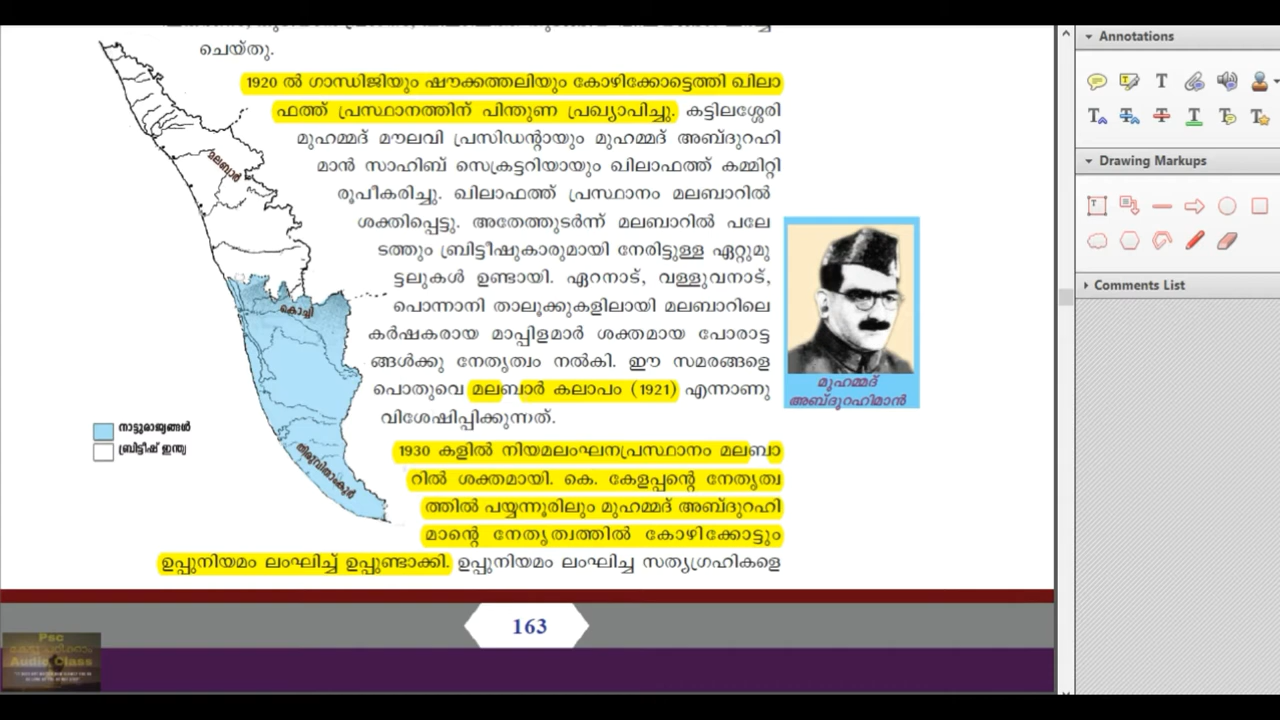 ചെയ്തു.
1920 ൽ ഗാന്ധിജിയും ഷൗക്കത്തലിയും കോഴിക്കോട്ടെത്തി ഖിലാ
ഫത്ത് പ്രസ്ഥാനത്തിന് പിന്തുണ പ്രഖ്യാപിച്ചു. കട്ടിലശ്ശേരി
മുഹമ്മദ് മൗലവി പ്രസിഡന്റായും മുഹമ്മദ് അബ്ദുറഹി
മാൻ സാഹിബ് സെക്രട്ടറിയായും ഖിലാഫത്ത് കമ്മിറ്റി
രൂപീകരിച്ചു. ഖിലാഫത്ത് പ്രസ്ഥാനം മലബാറിൽ
ശക്തിപ്പെട്ടു. അതേത്തുടർന്ന് മലബാറിൽ പലേ
ടത്തും ബ്രിട്ടീഷുകാരുമായി നേരിട്ടുള്ള ഏറ്റുമു
ട്ടലുകൾ ഉണ്ടായി. ഏറനാട്, വള്ളുവനാട്,
പൊന്നാനി താലൂക്കുകളിലായി മലബാറിലെ
കർഷകരായ മാപ്പിളമാർ ശക്തമായ പോരാട്ട
ങ്ങൾക്കു നേതൃത്വം നൽകി. ഈ സമരങ്ങളെ
പൊതുവെ മലബാർ കലാപം (1921) എന്നാണു
വിശേഷിപ്പിക്കുന്നത്.
1930 കളിൽ നിയമലംഘനപ്രസ്ഥാനം മലബാ
റിൽ ശക്തമായി. കെ. കേളപ്പന്റെ നേതൃത്വ
ത്തിൽ പയ്യന്നൂരിലും മുഹമ്മദ് അബ്ദുറഹി
മാന്റെ നേതൃത്വത്തിൽ കോഴിക്കോട്ടും
ഉപ്പുനിയമം ലംഘിച്ച് ഉപ്പുണ്ടാക്കി. ഉപ്പുനിയമം ലംഘിച്ച സത്യഗ്രഹികളെ
മലബാർ
കൊച്ചി
തിരുവിതാംകൂർ
നാട്ടുരാജ്യങ്ങൾ
ബ്രിട്ടീഷ് ഇന്ത്യ
മുഹമ്മദ്
അബ്ദുറഹിമാൻ
163
Psc
Audio Class
Annotations
Drawing Markups
Comments List